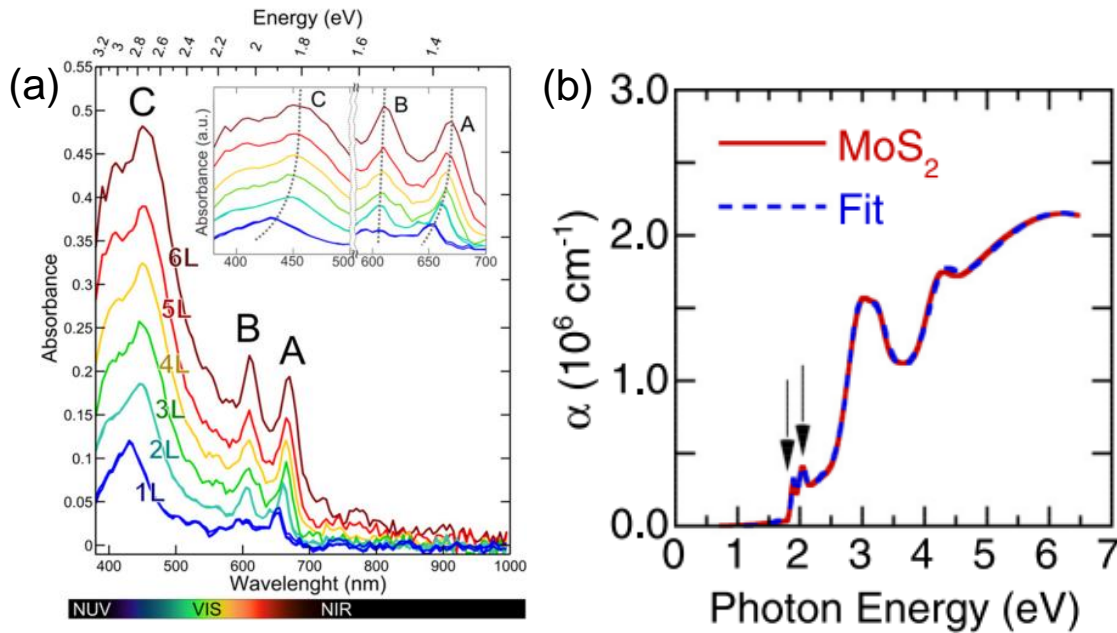 (a)
Energy (eV)
3.2 3 2.8 2.6 2.4 2.2 2 1.8 1.6 1.4
Absorbance
0.55
0.5
0.45
0.4
0.35
0.3
0.25
0.2
0.15
0.1
0.05
0
C
B
A
6L
5L
4L
3L
2L
1L
Absorbance (a.u.)
C
B
A
400 450 500 600 650 700
400 500 600 700 800 900 1000
Wavelenght (nm)
NUV VIS NIR
(b)
α (10⁶ cm⁻¹)
3.0
2.0
1.0
0.0
MoS₂
Fit
0 1 2 3 4 5 6 7
Photon Energy (eV)